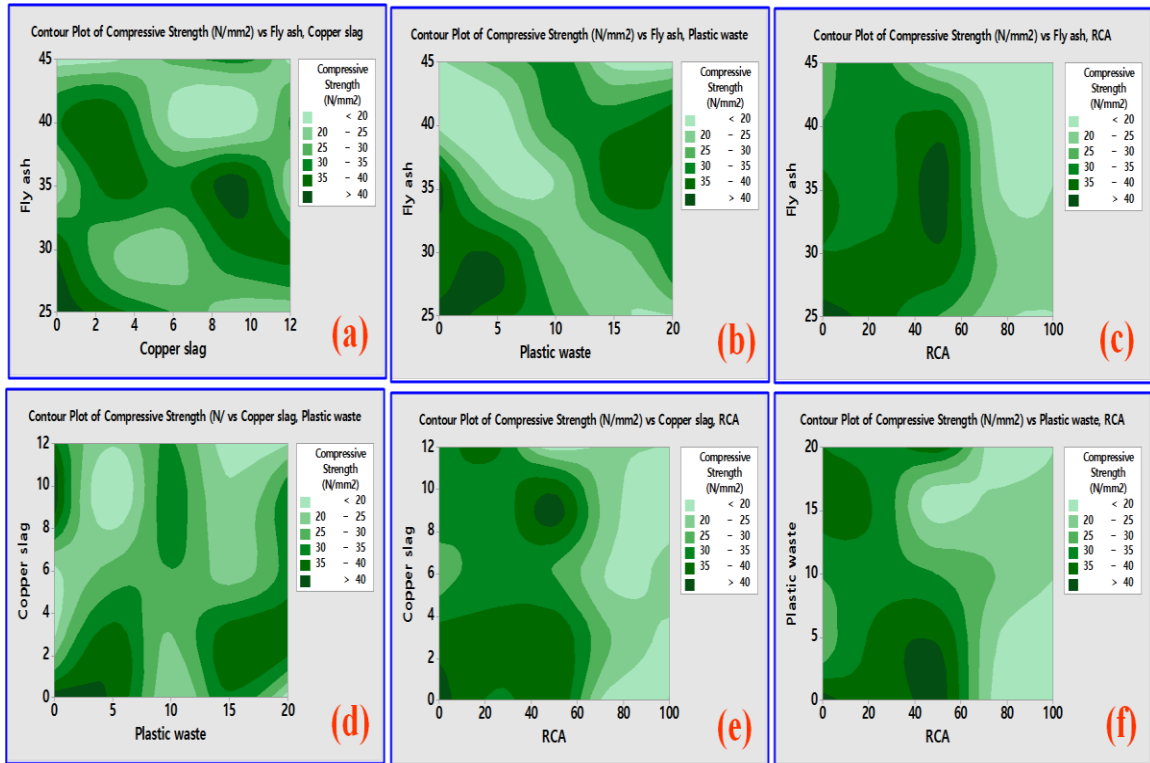 Contour Plot of Compressive Strength (N/mm2) vs Fly ash, Copper slag
45
40
35
30
25
Fly ash
0 2 4 6 8 10 12
Copper slag
Compressive
Strength
(N/mm2)
< 20
20 – 25
25 – 30
30 – 35
35 – 40
> 40
(a)
Contour Plot of Compressive Strength (N/mm2) vs Fly ash, Plastic waste
45
40
35
30
25
Fly ash
0 5 10 15 20
Plastic waste
Compressive
Strength
(N/mm2)
< 20
20 – 25
25 – 30
30 – 35
35 – 40
> 40
(b)
Contour Plot of Compressive Strength (N/mm2) vs Fly ash, RCA
45
40
35
30
25
Fly ash
0 20 40 60 80 100
RCA
Compressive
Strength
(N/mm2)
< 20
20 – 25
25 – 30
30 – 35
35 – 40
> 40
(c)
Contour Plot of Compressive Strength (N/ vs Copper slag, Plastic waste
12
10
8
6
4
2
0
Copper slag
0 5 10 15 20
Plastic waste
Compressive
Strength
(N/mm2)
< 20
20 – 25
25 – 30
30 – 35
35 – 40
> 40
(d)
Contour Plot of Compressive Strength (N/mm2) vs Copper slag, RCA
12
10
8
6
4
2
0
Copper slag
0 20 40 60 80 100
RCA
Compressive
Strength
(N/mm2)
< 20
20 – 25
25 – 30
30 – 35
35 – 40
> 40
(e)
Contour Plot of Compressive Strength (N/mm2) vs Plastic waste, RCA
20
15
10
5
0
Plastic waste
0 20 40 60 80 100
RCA
Compressive
Strength
(N/mm2)
< 20
20 – 25
25 – 30
30 – 35
35 – 40
> 40
(f)